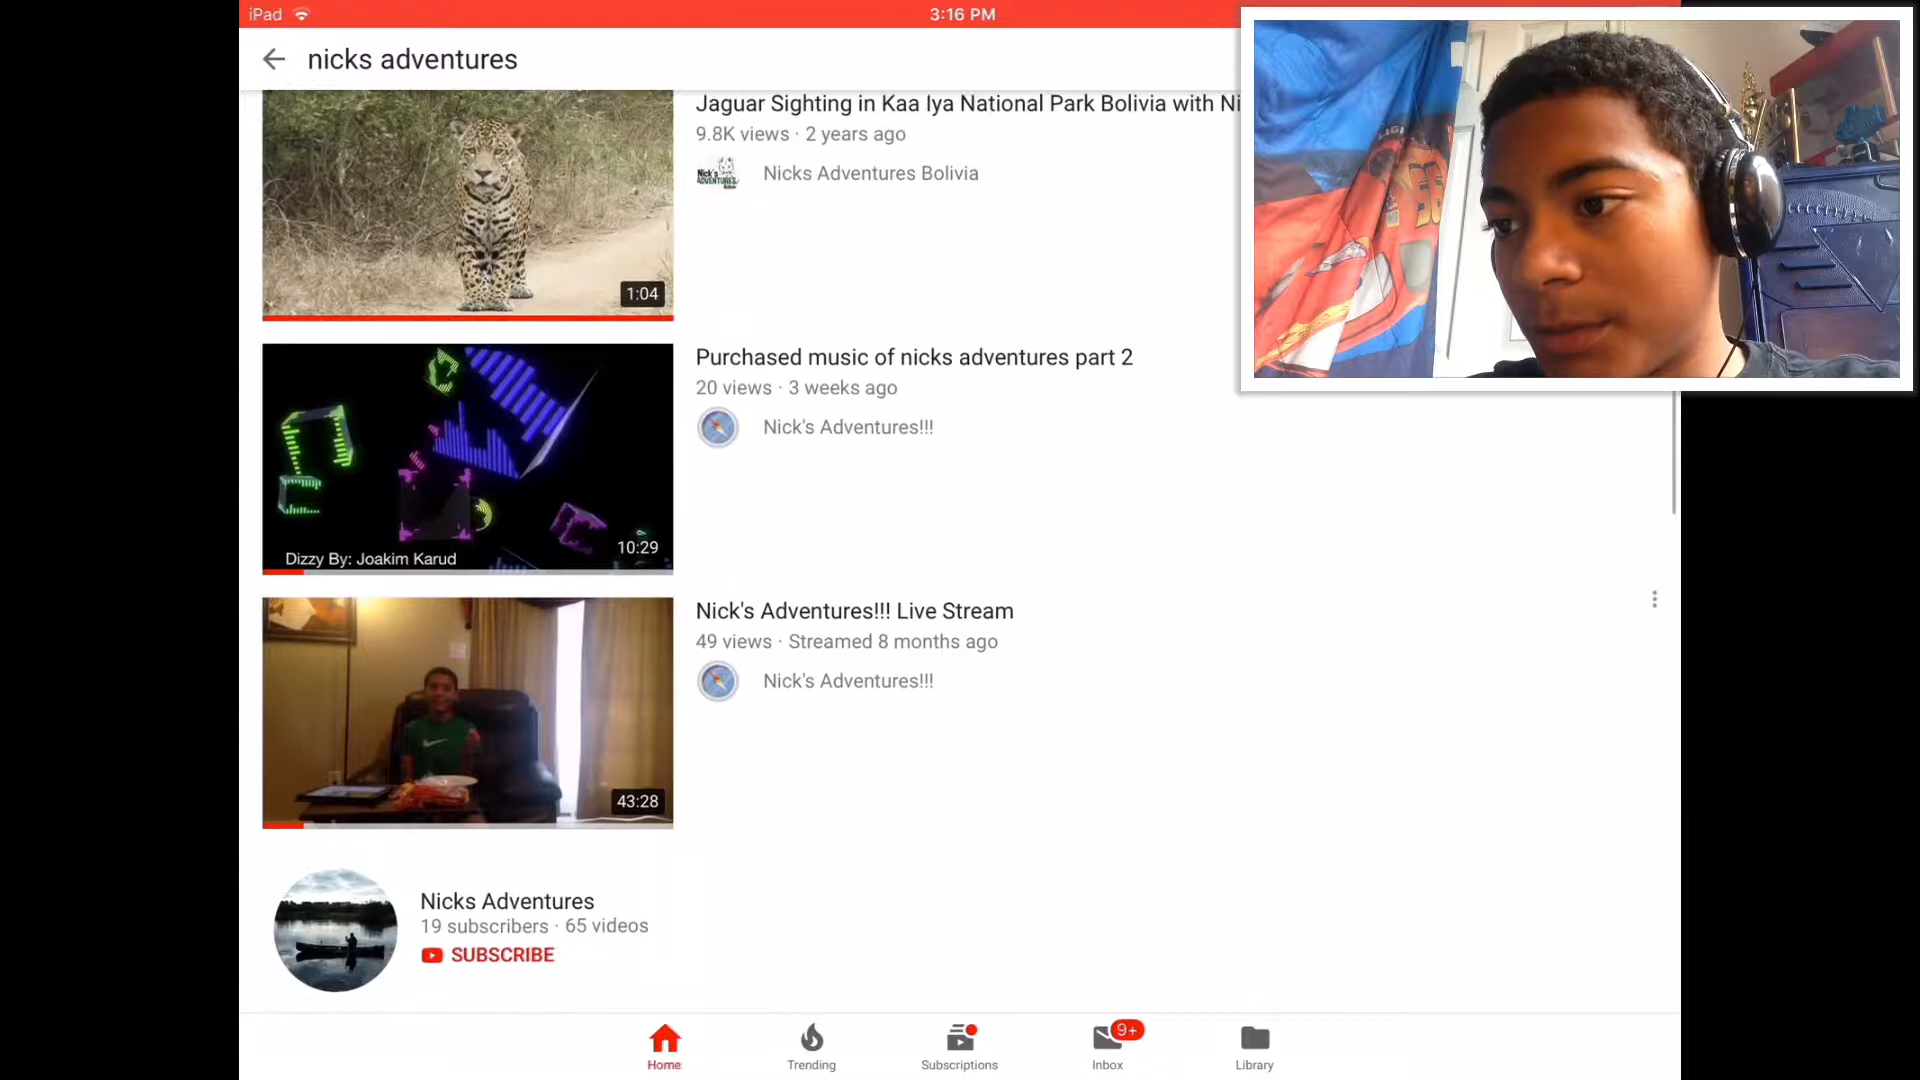 iPad
3:16 PM
nicks adventures
Jaguar Sighting in Kaa Iya National Park Bolivia with Ni
9.8K views · 2 years ago
Nick's
ADVENTURES
Nicks Adventures Bolivia
1:04
Purchased music of nicks adventures part 2
20 views · 3 weeks ago
Nick's Adventures!!!
10:29
Dizzy By: Joakim Karud
Nick's Adventures!!! Live Stream
49 views · Streamed 8 months ago
Nick's Adventures!!!
43:28
Nicks Adventures
19 subscribers · 65 videos
SUBSCRIBE
9+
Home
Trending
Subscriptions
Inbox
Library